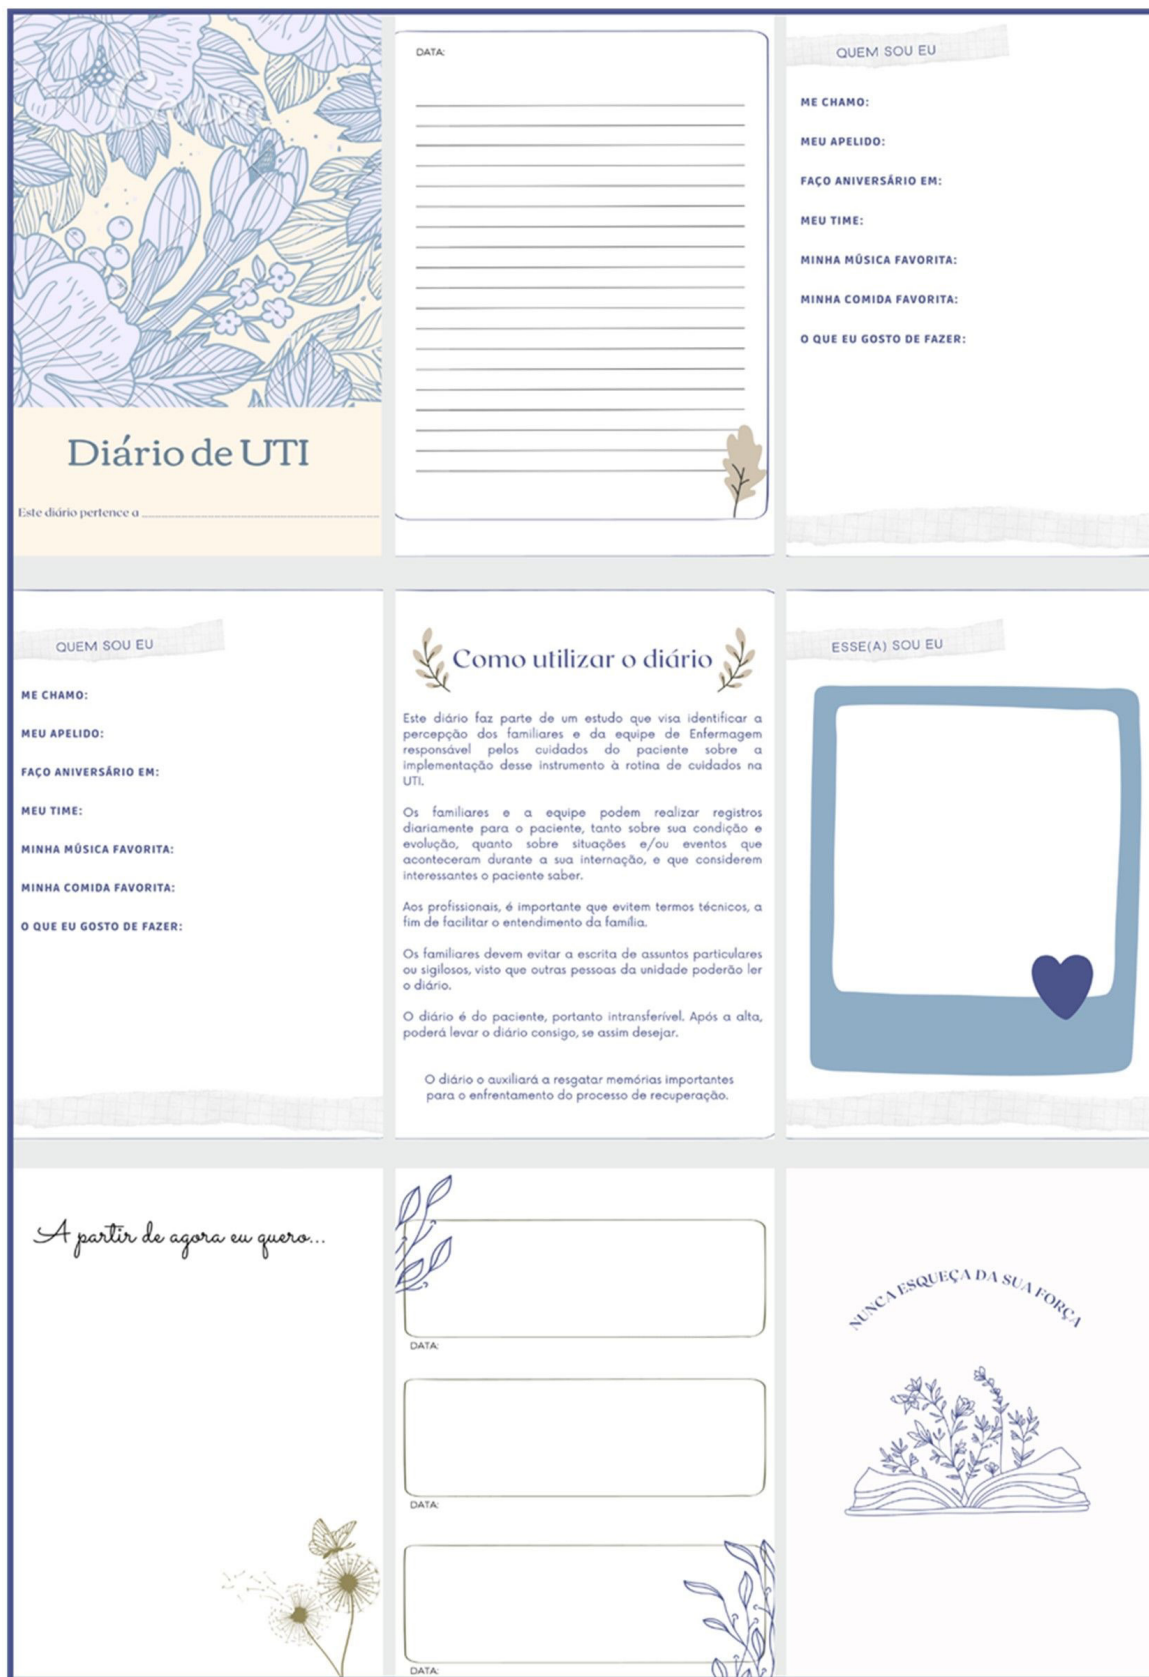 Canva
Diário de UTI
Este diário pertence a
DATA:
QUEM SOU EU
ME CHAMO:
MEU APELIDO:
FAÇO ANIVERSÁRIO EM:
MEU TIME:
MINHA MÚSICA FAVORITA:
MINHA COMIDA FAVORITA:
O QUE EU GOSTO DE FAZER:
QUEM SOU EU
ME CHAMO:
MEU APELIDO:
FAÇO ANIVERSÁRIO EM:
MEU TIME:
MINHA MÚSICA FAVORITA:
MINHA COMIDA FAVORITA:
O QUE EU GOSTO DE FAZER:
Como utilizar o diário
Este diário faz parte de um estudo que visa identificar a
percepção dos familiares e da equipe de Enfermagem
responsável pelos cuidados do paciente sobre a
implementação desse instrumento à rotina de cuidados na
UTI.
Os familiares e a equipe podem realizar registros
diariamente para o paciente, tanto sobre sua condição e
evolução, quanto sobre situações e/ou eventos que
aconteceram durante a sua internação, e que considerem
interessantes o paciente saber.
Aos profissionais, é importante que evitem termos técnicos, a
fim de facilitar o entendimento da família.
Os familiares devem evitar a escrita de assuntos particulares
ou sigilosos, visto que outras pessoas da unidade poderão ler
o diário.
O diário é do paciente, portanto intransferível. Após a alta,
poderá levar o diário consigo, se assim desejar.
O diário o auxiliará a resgatar memórias importantes
para o enfrentamento do processo de recuperação.
ESSE(A) SOU EU
A partir de agora eu quero...
DATA:
DATA:
DATA:
NUNCA ESQUEÇA DA SUA FORÇA